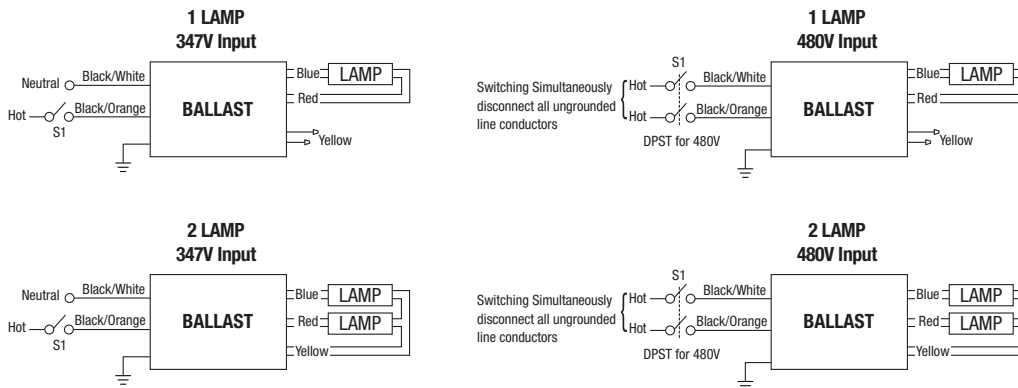 1 LAMP
347V Input
Neutral
Black/White
Hot
Black/Orange
S1
BALLAST
Blue
LAMP
Red
Yellow
1 LAMP
480V Input
Switching Simultaneously
disconnect all ungrounded
line conductors
S1
Hot
Black/White
Hot
Black/Orange
DPST for 480V
BALLAST
Blue
LAMP
Red
Yellow
2 LAMP
347V Input
Neutral
Black/White
Hot
Black/Orange
S1
BALLAST
Blue
LAMP
Red
LAMP
Yellow
2 LAMP
480V Input
Switching Simultaneously
disconnect all ungrounded
line conductors
S1
Hot
Black/White
Hot
Black/Orange
DPST for 480V
BALLAST
Blue
LAMP
Red
LAMP
Yellow